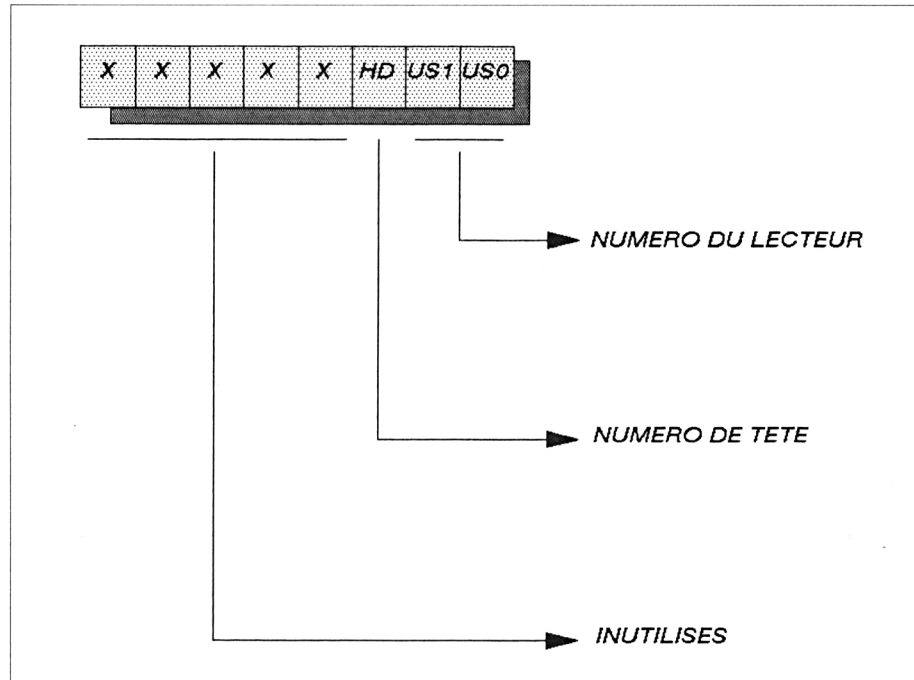 X X X X X HD US1 US0
NUMERO DU LECTEUR
NUMERO DE TETE
INUTILISES